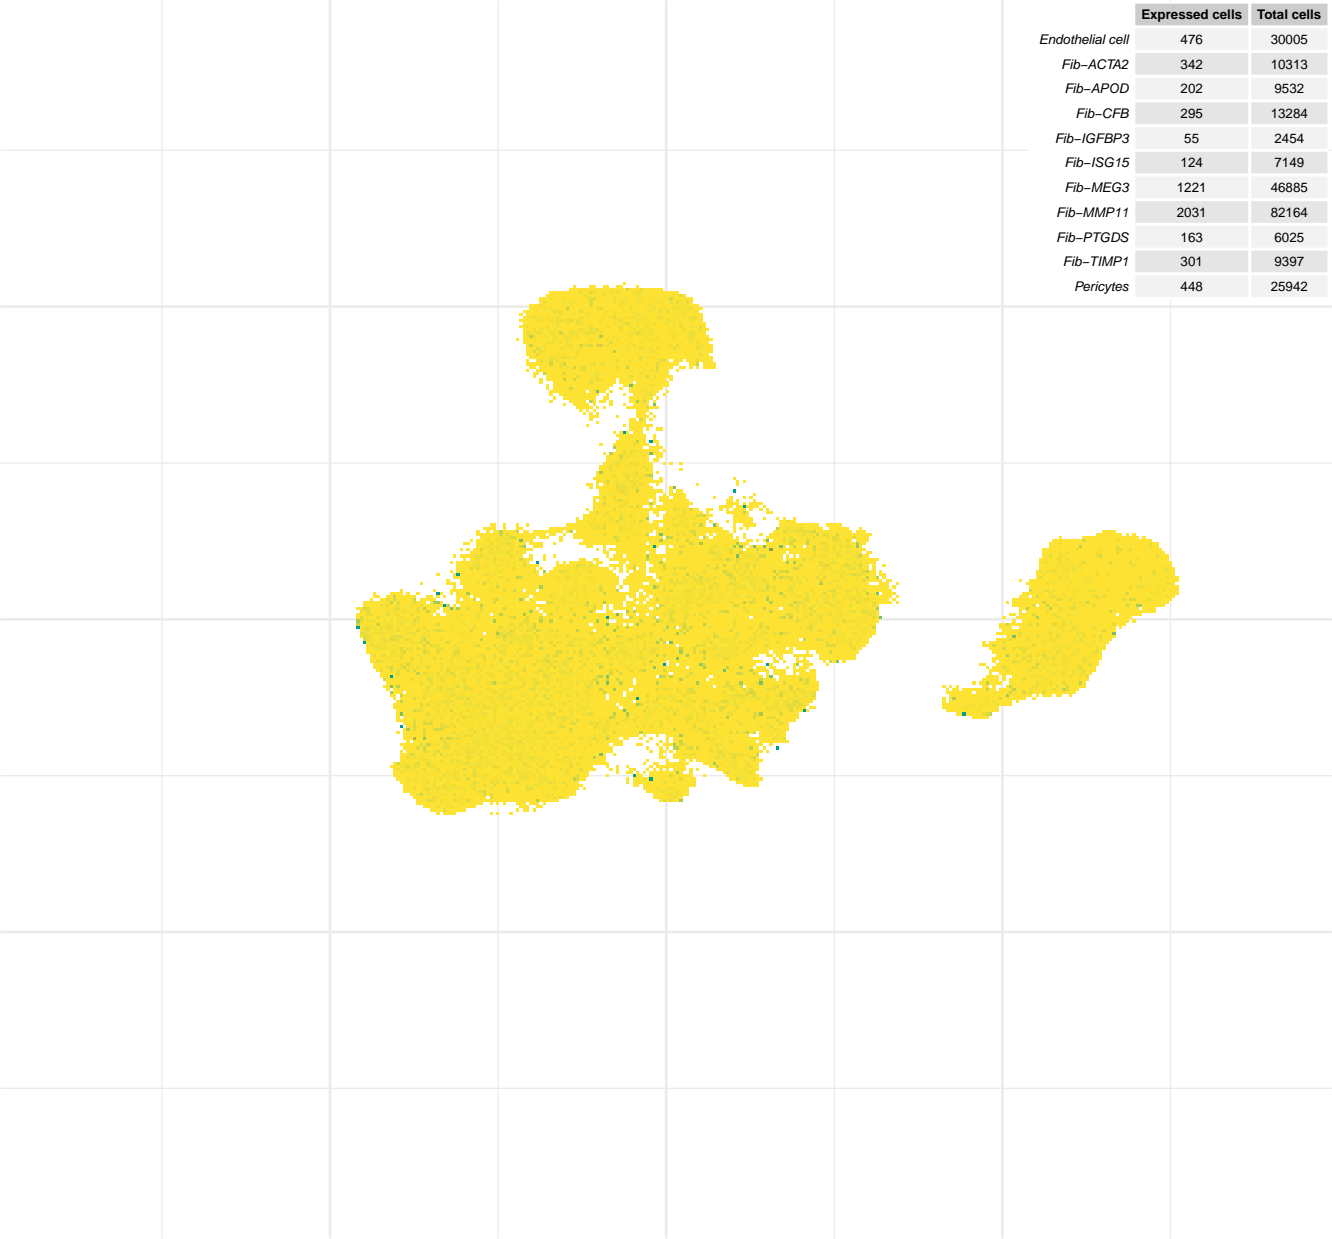 Expressed cells Total cells
Endothelial cell 476 30005
Fib−ACTA2 342 10313
Fib−APOD 202 9532
Fib−CFB 295 13284
Fib−IGFBP3 55 2454
Fib−ISG15 124 7149
Fib−MEG3 1221 46885
Fib−MMP11 2031 82164
Fib−PTGDS 163 6025
Fib−TIMP1 301 9397
Pericytes 448 25942